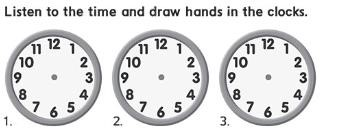 Listen to the time and draw hands in the clocks.
11 12 1 11 12 1 11 12 1
10 2 10 2 10 2
9 3 9 3 9 3
8 4 8 4 8 4
7 6 5 7 6 5 7 6 5
1. 2. 3.